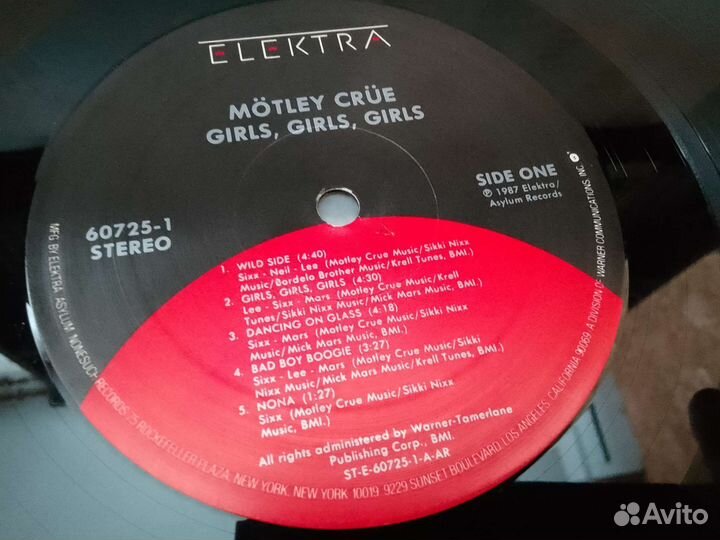 ELEKTRA
MÖTLEY CRÜE
GIRLS, GIRLS, GIRLS
60725-1
STEREO
SIDE ONE
℗ 1987 Elektra/
Asylum Records
1. WILD SIDE (4:40)
Sixx - Neil - Lee (Motley Crue Music/Sikki Nixx
Music/Bordelo Brother Music/Krell Tunes, BMI.)
2. GIRLS, GIRLS, GIRLS (4:30)
Lee - Sixx - Mars (Motley Crue Music/Krell
Tunes/Sikki Nixx Music/Mick Mars Music, BMI.)
3. DANCING ON GLASS (4:18)
Sixx - Mars (Motley Crue Music/Sikki Nixx
Music/Mick Mars Music, BMI.)
4. BAD BOY BOOGIE (3:27)
Sixx - Lee - Mars (Motley Crue Music/Sikki
Nixx Music/Mick Mars Music/Krell Tunes, BMI.)
5. NONA (1:27)
Sixx (Motley Crue Music/Sikki Nixx
Music, BMI.)
All rights administered by Warner-Tamerlane
Publishing Corp., BMI.
ST-E-60725-1-A-AR
MFG BY ELEKTRA, ASYLUM, NONESUCH RECORDS, 75 ROCKEFELLER PLAZA, NEW YORK, NEW YORK 10019 9229 SUNSET BOULEVARD, LOS ANGELES, CALIFORNIA 90069. A DIVISION OF WARNER COMMUNICATIONS, INC.
Avito